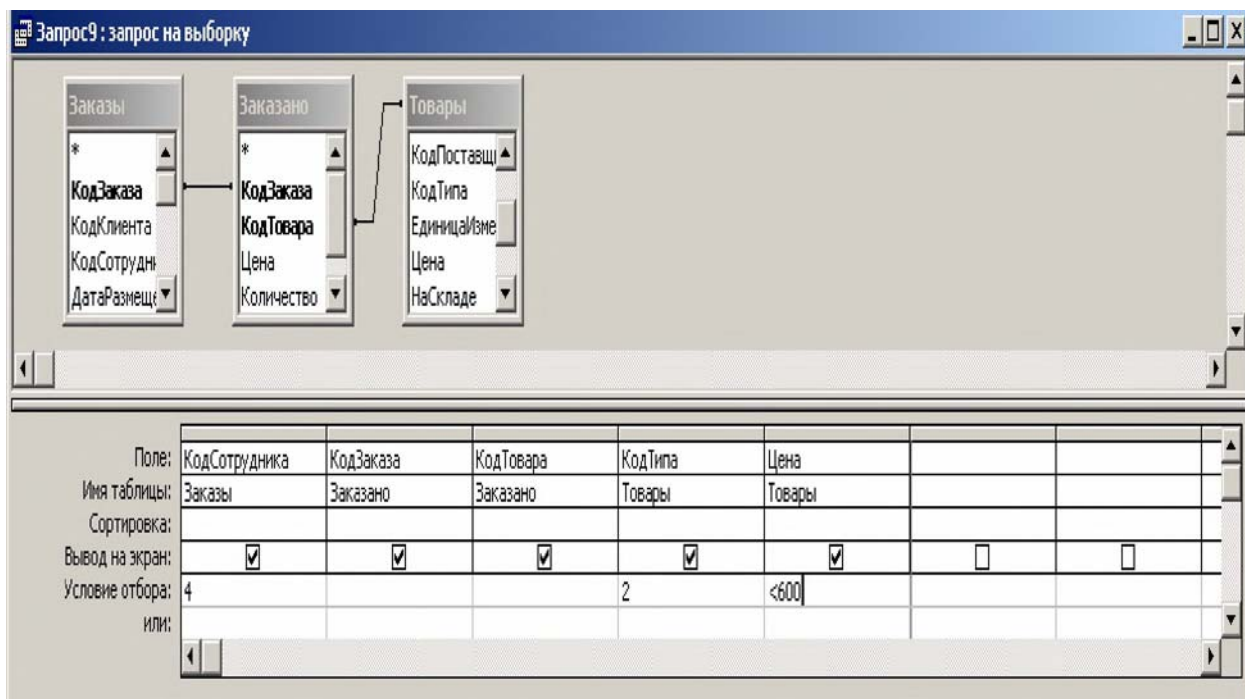 Запрос9 : запрос на выборку
Заказы Заказано Товары
* * КодПоставщ
КодЗаказа КодЗаказа КодТипа
КодКлиента КодТовара ЕдиницаИзме
КодСотрудн Цена Цена
ДатаРазмеще Количество НаСкладе
Поле: КодСотрудника КодЗаказа КодТовара КодТипа Цена
Имя таблицы: Заказы Заказано Заказано Товары Товары
Сортировка:
Вывод на экран:
Условие отбора: 4 2 <600
или: